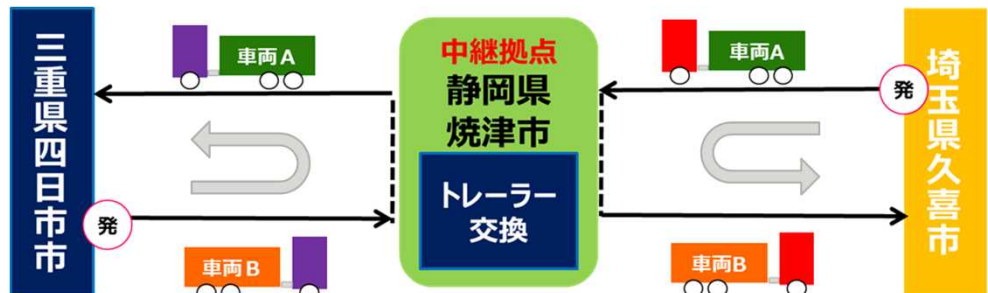 三重県四日市市
車両A
中継拠点
静岡県
焼津市
トレーラー
交換
車両A
発
埼玉県久喜市
発
車両B
車両B